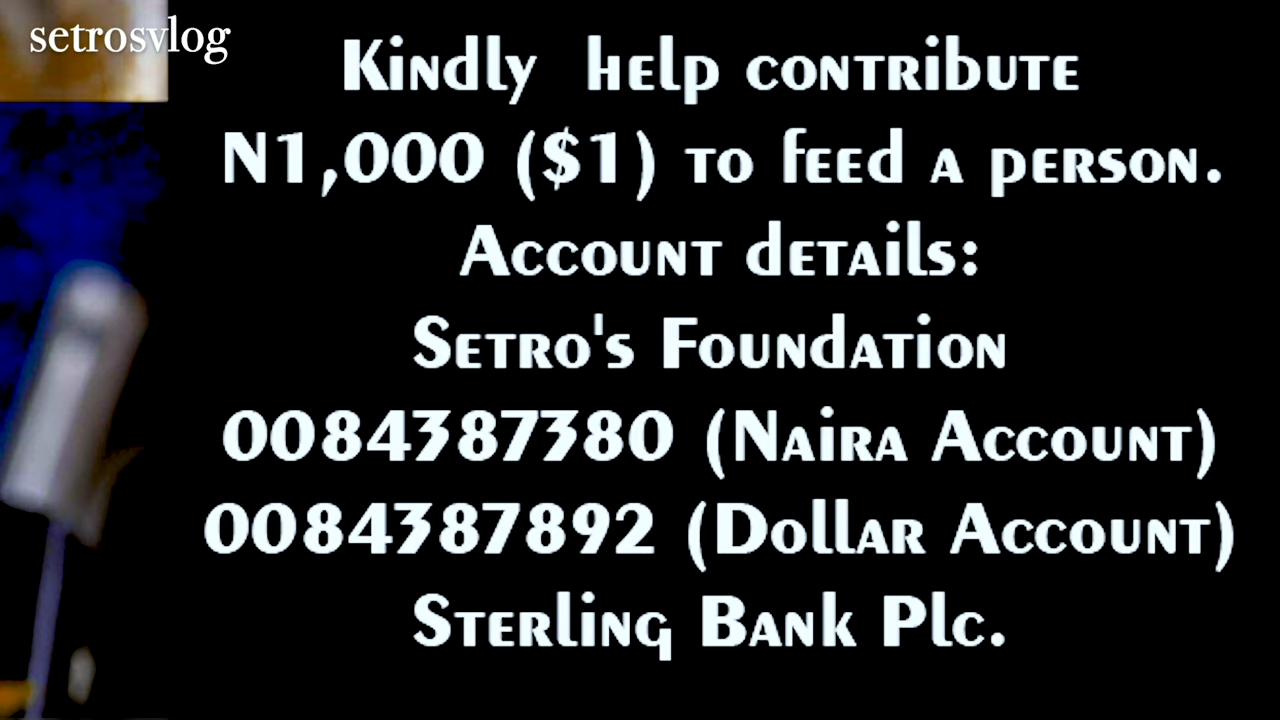 setrosvlog
Kindly help contribute
N1,000 ($1) to feed a person.
Account details:
Setro's Foundation
0084387380 (Naira Account)
0084387892 (Dollar Account)
Sterling Bank Plc.